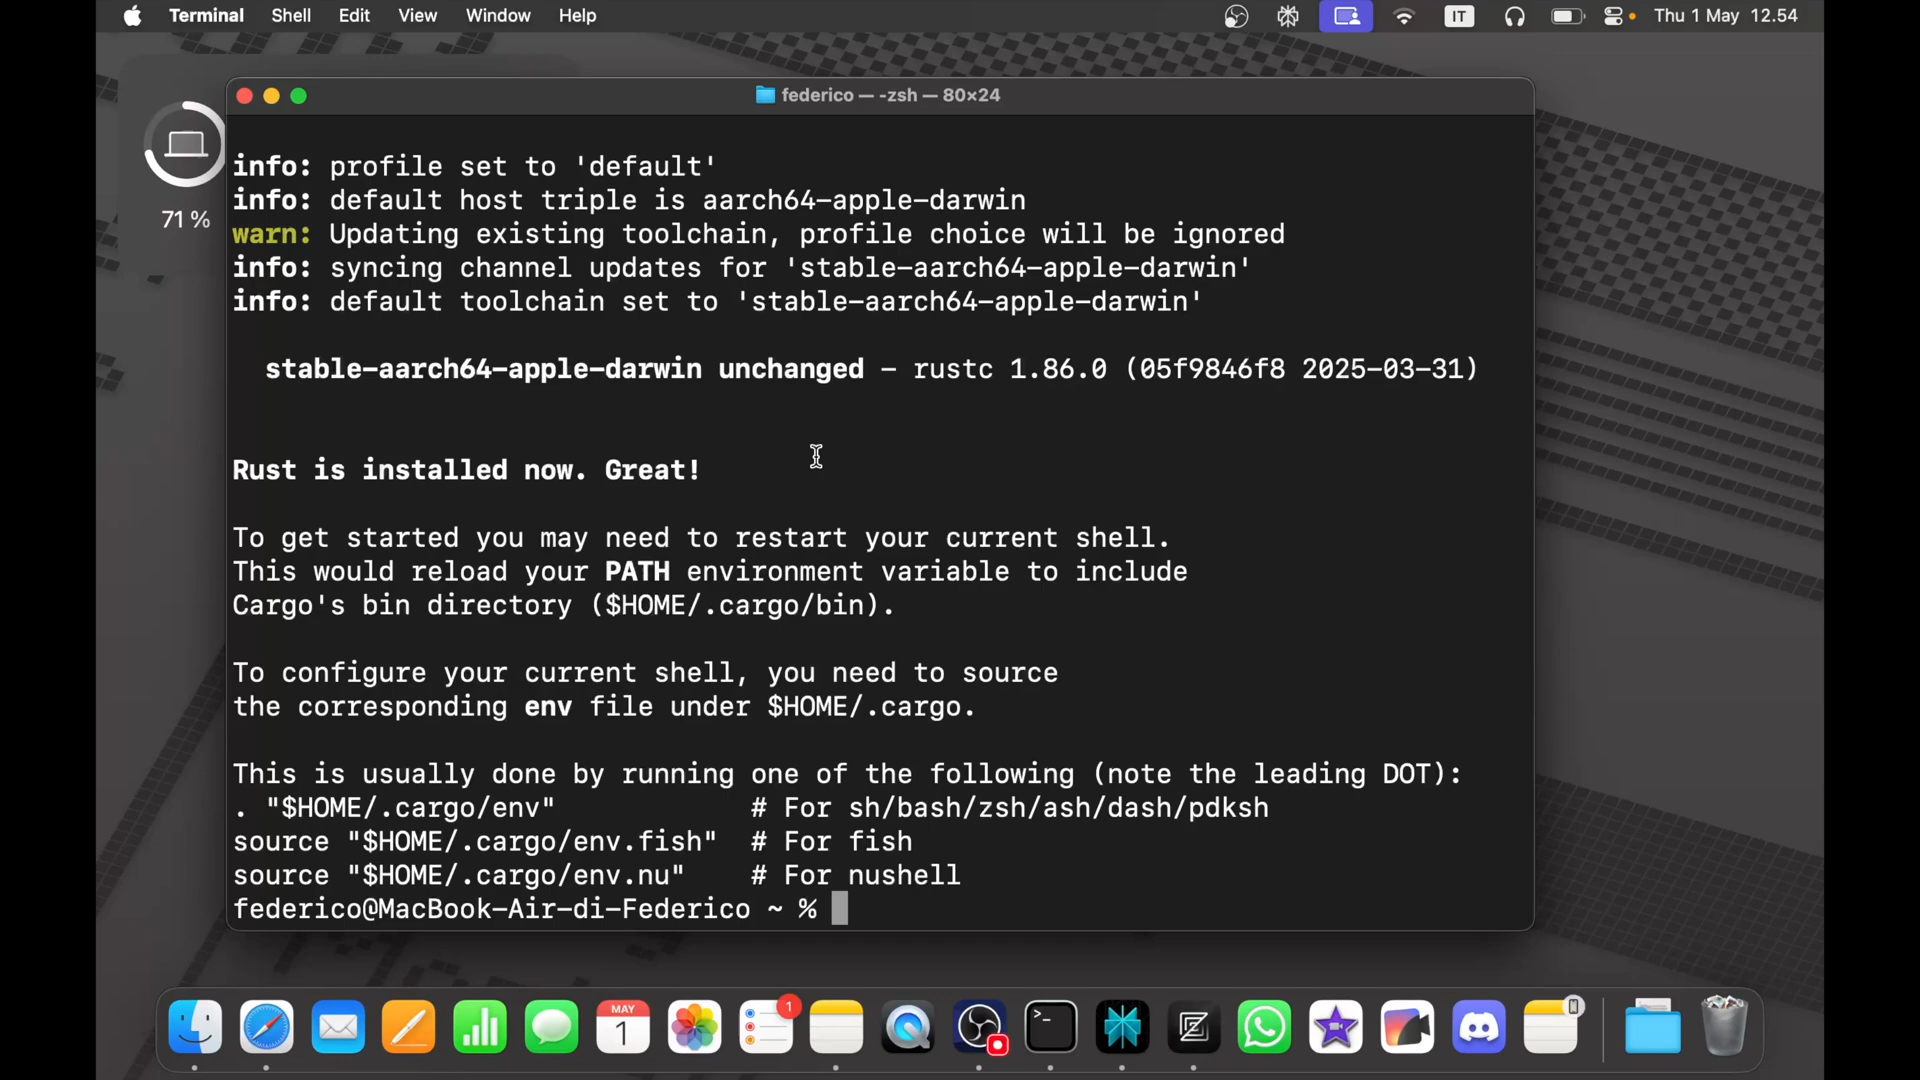 Terminal Shell Edit View Window Help IT Thu 1 May 12.54
federico — -zsh — 80×24
71 %
info: profile set to 'default'
info: default host triple is aarch64-apple-darwin
warn: Updating existing toolchain, profile choice will be ignored
info: syncing channel updates for 'stable-aarch64-apple-darwin'
info: default toolchain set to 'stable-aarch64-apple-darwin'
stable-aarch64-apple-darwin unchanged - rustc 1.86.0 (05f9846f8 2025-03-31)
Rust is installed now. Great!
To get started you may need to restart your current shell.
This would reload your PATH environment variable to include
Cargo's bin directory ($HOME/.cargo/bin).
To configure your current shell, you need to source
the corresponding env file under $HOME/.cargo.
This is usually done by running one of the following (note the leading DOT):
. "$HOME/.cargo/env" # For sh/bash/zsh/ash/dash/pdksh
source "$HOME/.cargo/env.fish" # For fish
source "$HOME/.cargo/env.nu" # For nushell
federico@MacBook-Air-di-Federico ~ %
MAY
1
1
>_